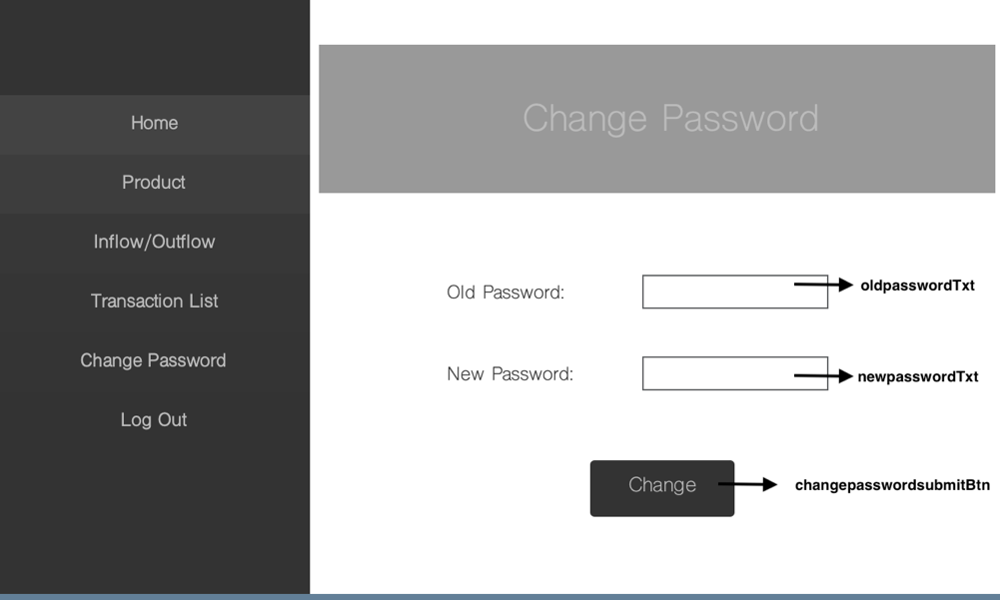 Home
Product
Inflow/Outflow
Transaction List
Change Password
Log Out
Change Password
Old Password:
oldpasswordTxt
New Password:
newpasswordTxt
Change
changepasswordsubmitBtn